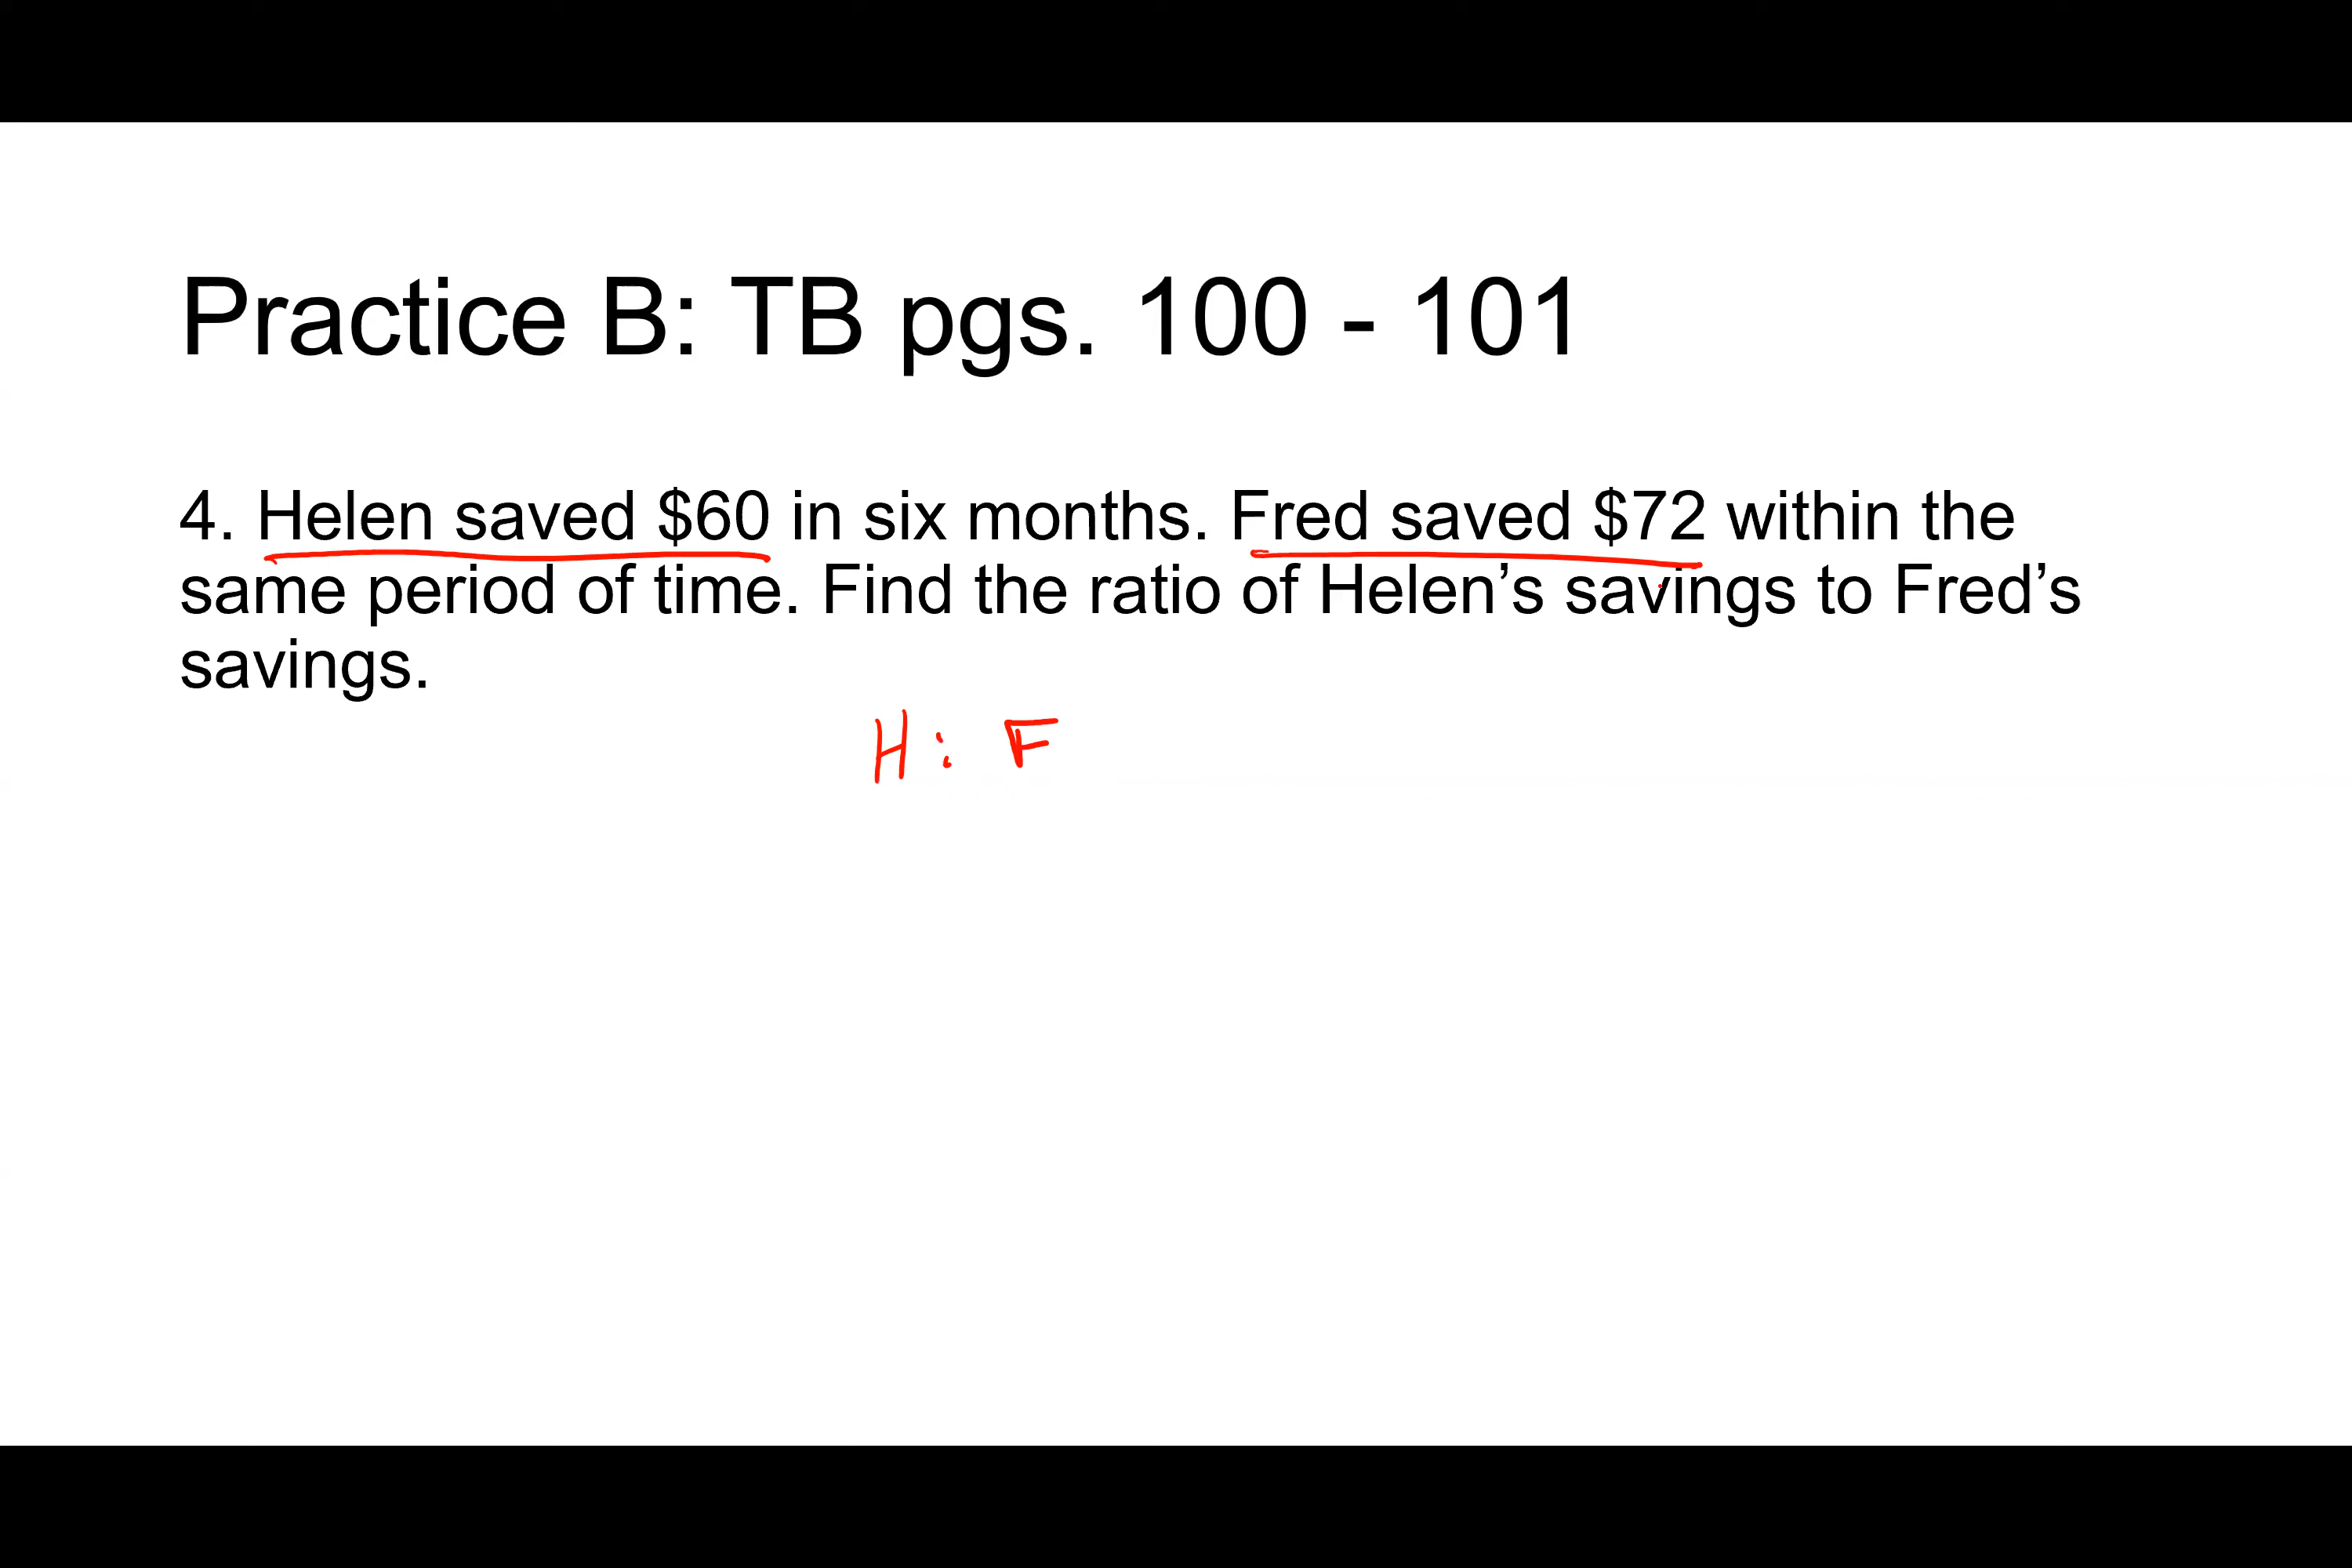 Practice B: TB pgs. 100 - 101
4. Helen saved $60 in six months. Fred saved $72 within the
same period of time. Find the ratio of Helen’s savings to Fred’s
savings.
H: F